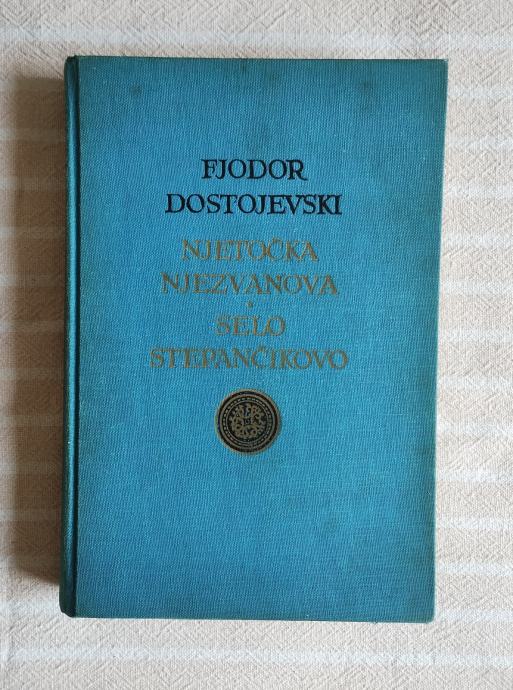 FJODOR
DOSTOJEVSKI
NJETOČKA
NJEZVANOVA
•
SELO
STEPANČIKOVO